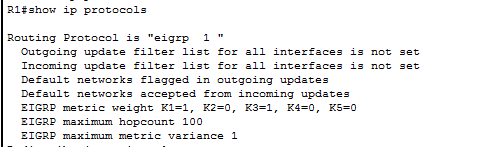 R1#show ip protocols
Routing Protocol is "eigrp  1 "
  Outgoing update filter list for all interfaces is not set
  Incoming update filter list for all interfaces is not set
  Default networks flagged in outgoing updates
  Default networks accepted from incoming updates
  EIGRP metric weight K1=1, K2=0, K3=1, K4=0, K5=0
  EIGRP maximum hopcount 100
  EIGRP maximum metric variance 1